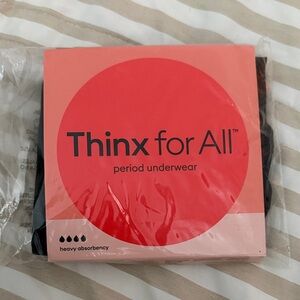 Thinx for All™
period underwear
heavy absorbency